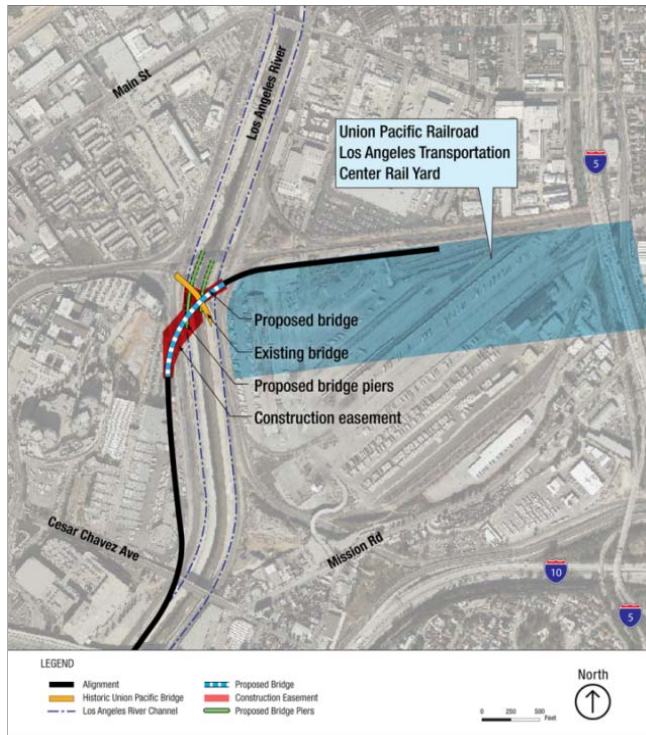 Main St
Los Angeles River
Union Pacific Railroad
Los Angeles Transportation
Center Rail Yard
5
Proposed bridge
Existing bridge
Proposed bridge piers
Construction easement
Cesar Chavez Ave
Mission Rd
10
5
LEGEND
Alignment
Historic Union Pacific Bridge
Los Angeles River Channel
Proposed Bridge
Construction Easement
Proposed Bridge Piers
0 250 500
Feet
North